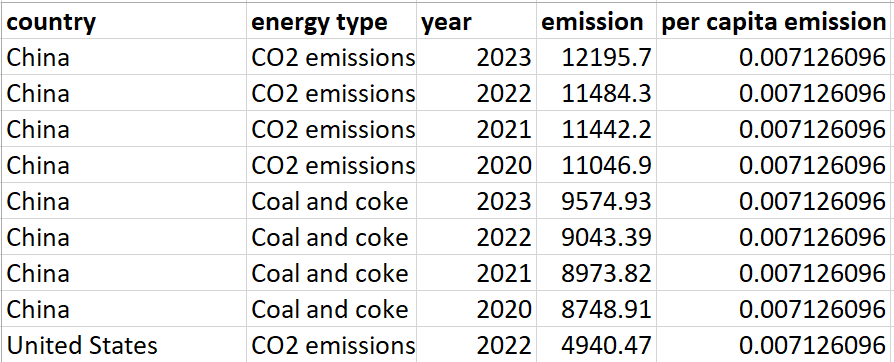 country energy type year emission per capita emission
China CO2 emissions 2023 12195.7 0.007126096
China CO2 emissions 2022 11484.3 0.007126096
China CO2 emissions 2021 11442.2 0.007126096
China CO2 emissions 2020 11046.9 0.007126096
China Coal and coke 2023 9574.93 0.007126096
China Coal and coke 2022 9043.39 0.007126096
China Coal and coke 2021 8973.82 0.007126096
China Coal and coke 2020 8748.91 0.007126096
United States CO2 emissions 2022 4940.47 0.007126096